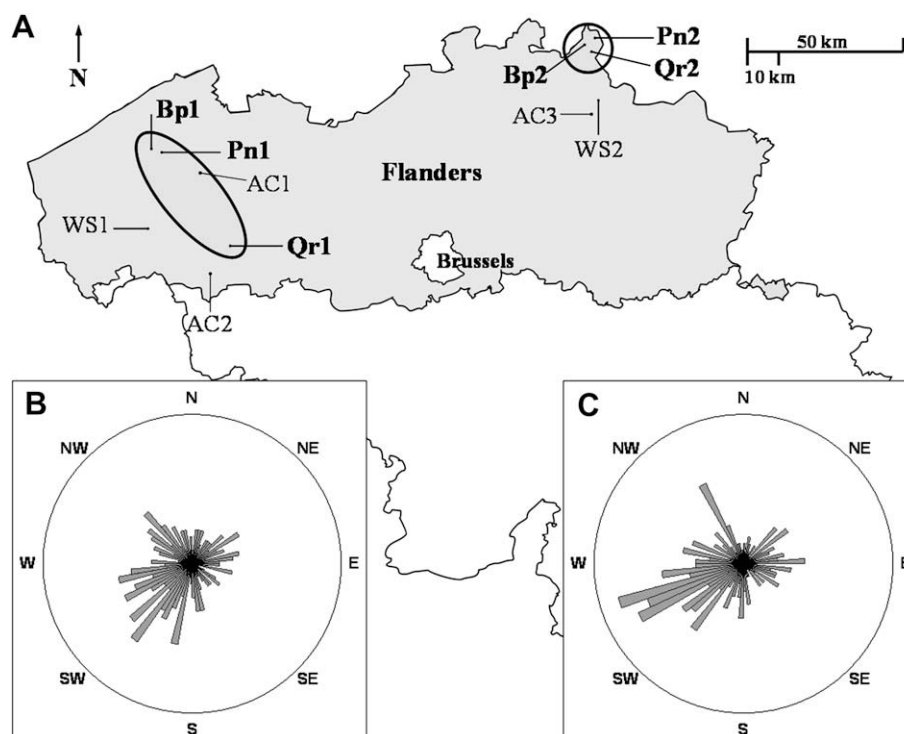 A
N
Bp1
Pn1
AC1
WS1
Qr1
AC2
Flanders
Brussels
Pn2
Bp2
Qr2
AC3
WS2
50 km
10 km
B
N
NW
NE
W
E
SW
SE
S
C
N
NW
NE
W
E
SW
SE
S